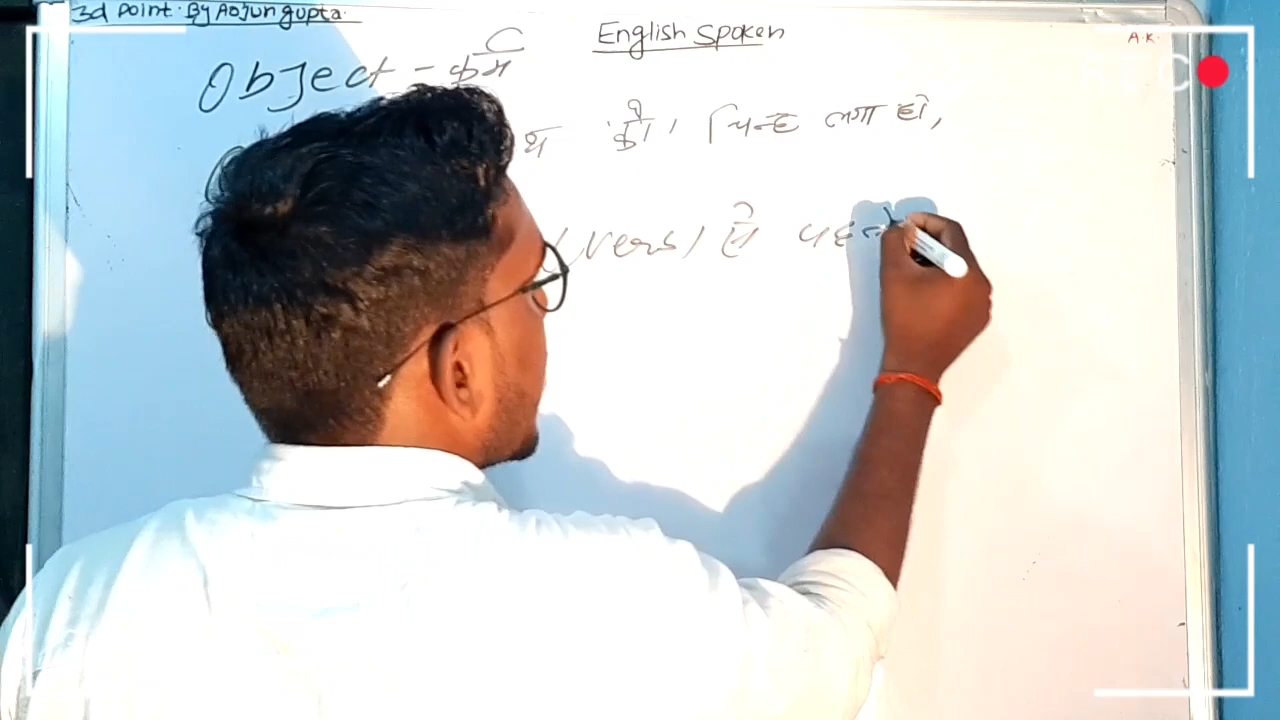 3d Point. By Arjun gupta.
English Spoken
A.K.
Object - कर्म
थ 'को' चिन्ह लगा हो,
(Verb) से पहले